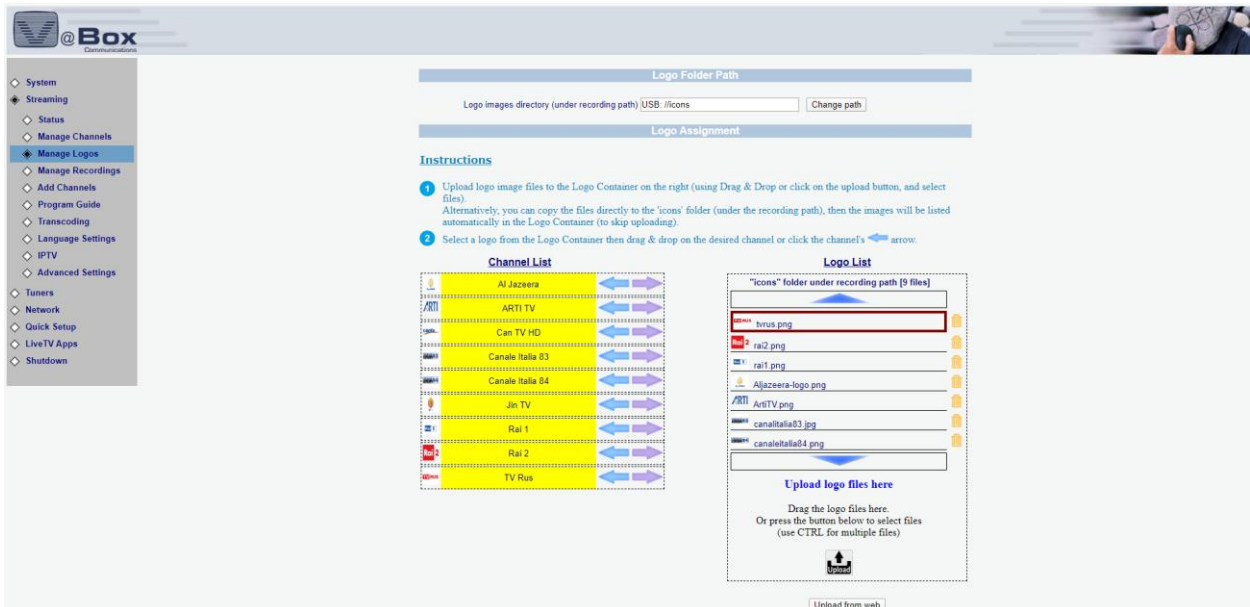 V@Box
Communications
System
Streaming
Status
Manage Channels
Manage Logos
Manage Recordings
Add Channels
Program Guide
Transcoding
Language Settings
IPTV
Advanced Settings
Tuners
Network
Quick Setup
LiveTV Apps
Shutdown
Logo Folder Path
Logo images directory (under recording path) USB: //icons Change path
Logo Assignment
Instructions
1 Upload logo image files to the Logo Container on the right (using Drag & Drop or click on the upload button, and select
files).
Alternatively, you can copy the files directly to the 'icons' folder (under the recording path), then the images will be listed
automatically in the Logo Container (to skip uploading).
2 Select a logo from the Logo Container then drag & drop on the desired channel or click the channel's arrow.
Channel List
Al Jazeera
ARTI ARTI TV
Can TV HD
Canale Italia 83
Canale Italia 84
Jin TV
Rai 1
Rai 2 Rai 2
TV Rus
Logo List
"icons" folder under recording path [9 files]
tvrus.png
Rai 2 rai2.png
rai1.png
Aljazeera-logo.png
ARTI ArtiTV.png
canalitalia83.jpg
canaleitalia84.png
Upload logo files here
Drag the logo files here.
Or press the button below to select files
(use CTRL for multiple files)
Upload
Upload from web